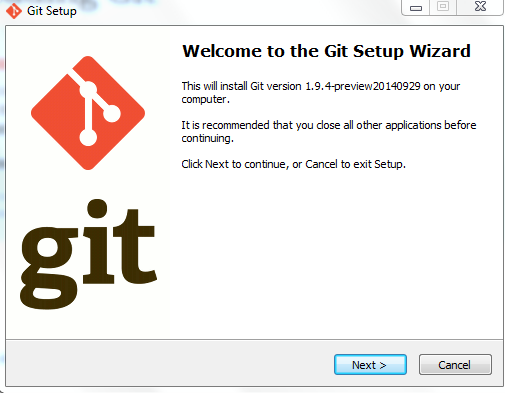 Git Setup
Welcome to the Git Setup Wizard
This will install Git version 1.9.4-preview20140929 on your
computer.
It is recommended that you close all other applications before
continuing.
Click Next to continue, or Cancel to exit Setup.
git
Next >
Cancel